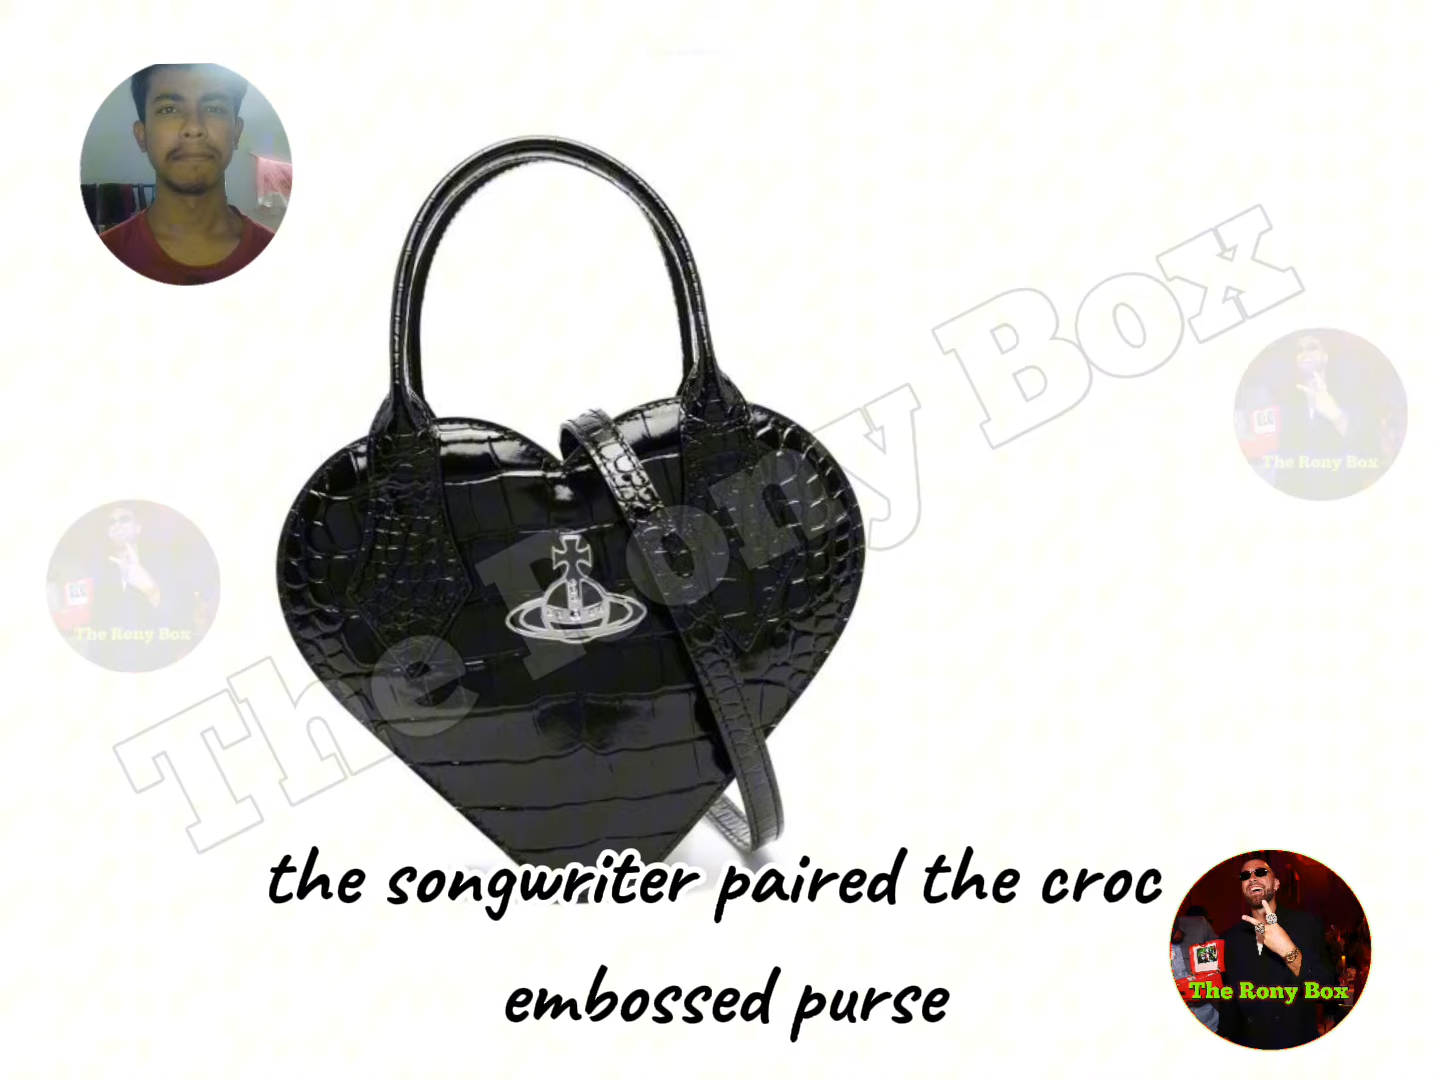 The Rony Box
The Rony Box
The Rony Box
the songwriter paired the croc
embossed purse
The Rony Box